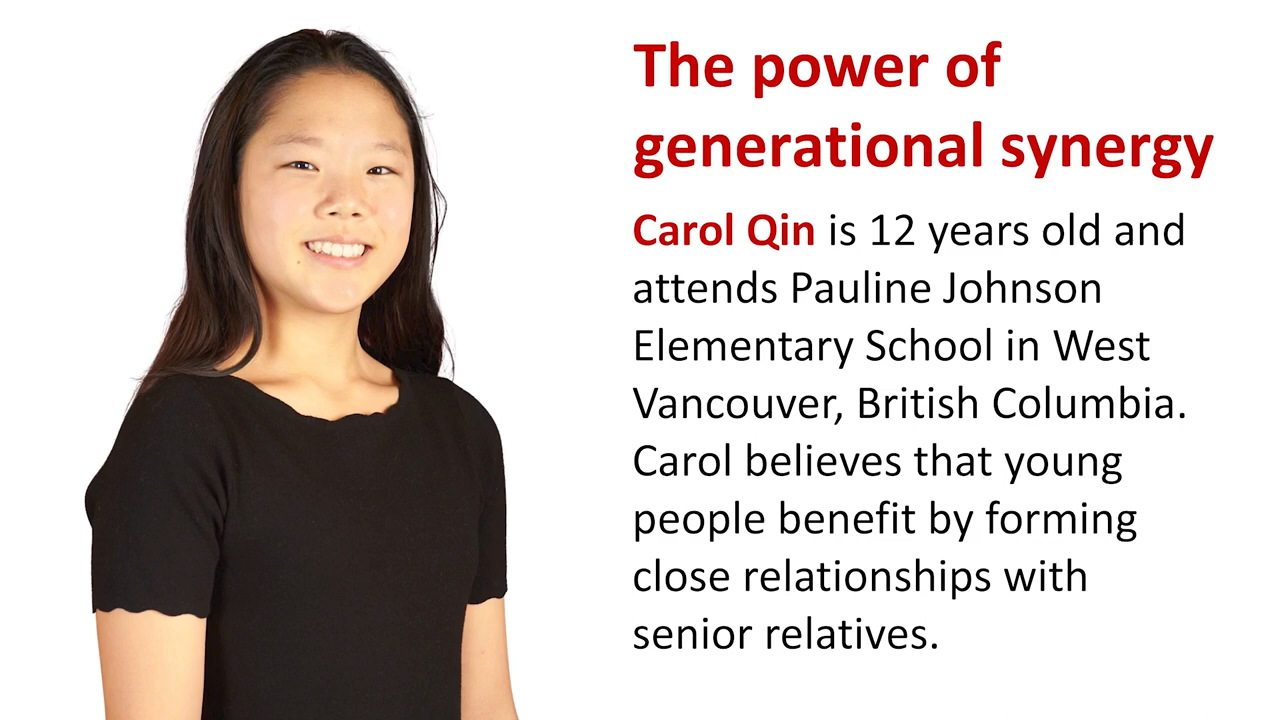 The power of
generational synergy
Carol Qin is 12 years old and
attends Pauline Johnson
Elementary School in West
Vancouver, British Columbia.
Carol believes that young
people benefit by forming
close relationships with
senior relatives.